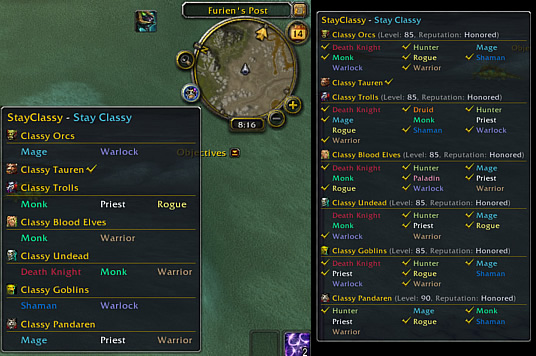 Furien's Post
14
8:16
Objectives
StayClassy - Stay Classy
Classy Orcs
Mage Warlock
Classy Tauren
Classy Trolls
Monk Priest Rogue
Classy Blood Elves
Monk Warrior
Classy Undead
Death Knight Monk Warrior
Classy Goblins
Shaman Warlock
Classy Pandaren
Mage Priest Warrior
2
StayClassy - Stay Classy
Classy Orcs (Level: 85, Reputation: Honored)
Death Knight Hunter Mage
Monk Rogue Shaman
Warlock Warrior
Classy Tauren
Classy Trolls (Level: 85, Reputation: Honored)
Death Knight Druid Hunter
Mage Monk Priest
Rogue Shaman Warlock
Warrior
Classy Blood Elves (Level: 85, Reputation: Honored)
Death Knight Hunter Mage
Monk Paladin Priest
Rogue Warlock Warrior
Classy Undead (Level: 85, Reputation: Honored)
Death Knight Hunter Mage
Monk Priest Rogue
Warlock Warrior
Classy Goblins (Level: 85, Reputation: Honored)
Death Knight Hunter Mage
Priest Rogue Shaman
Warlock Warrior
Classy Pandaren (Level: 90, Reputation: Honored)
Hunter Mage Monk
Priest Rogue Shaman
Warrior